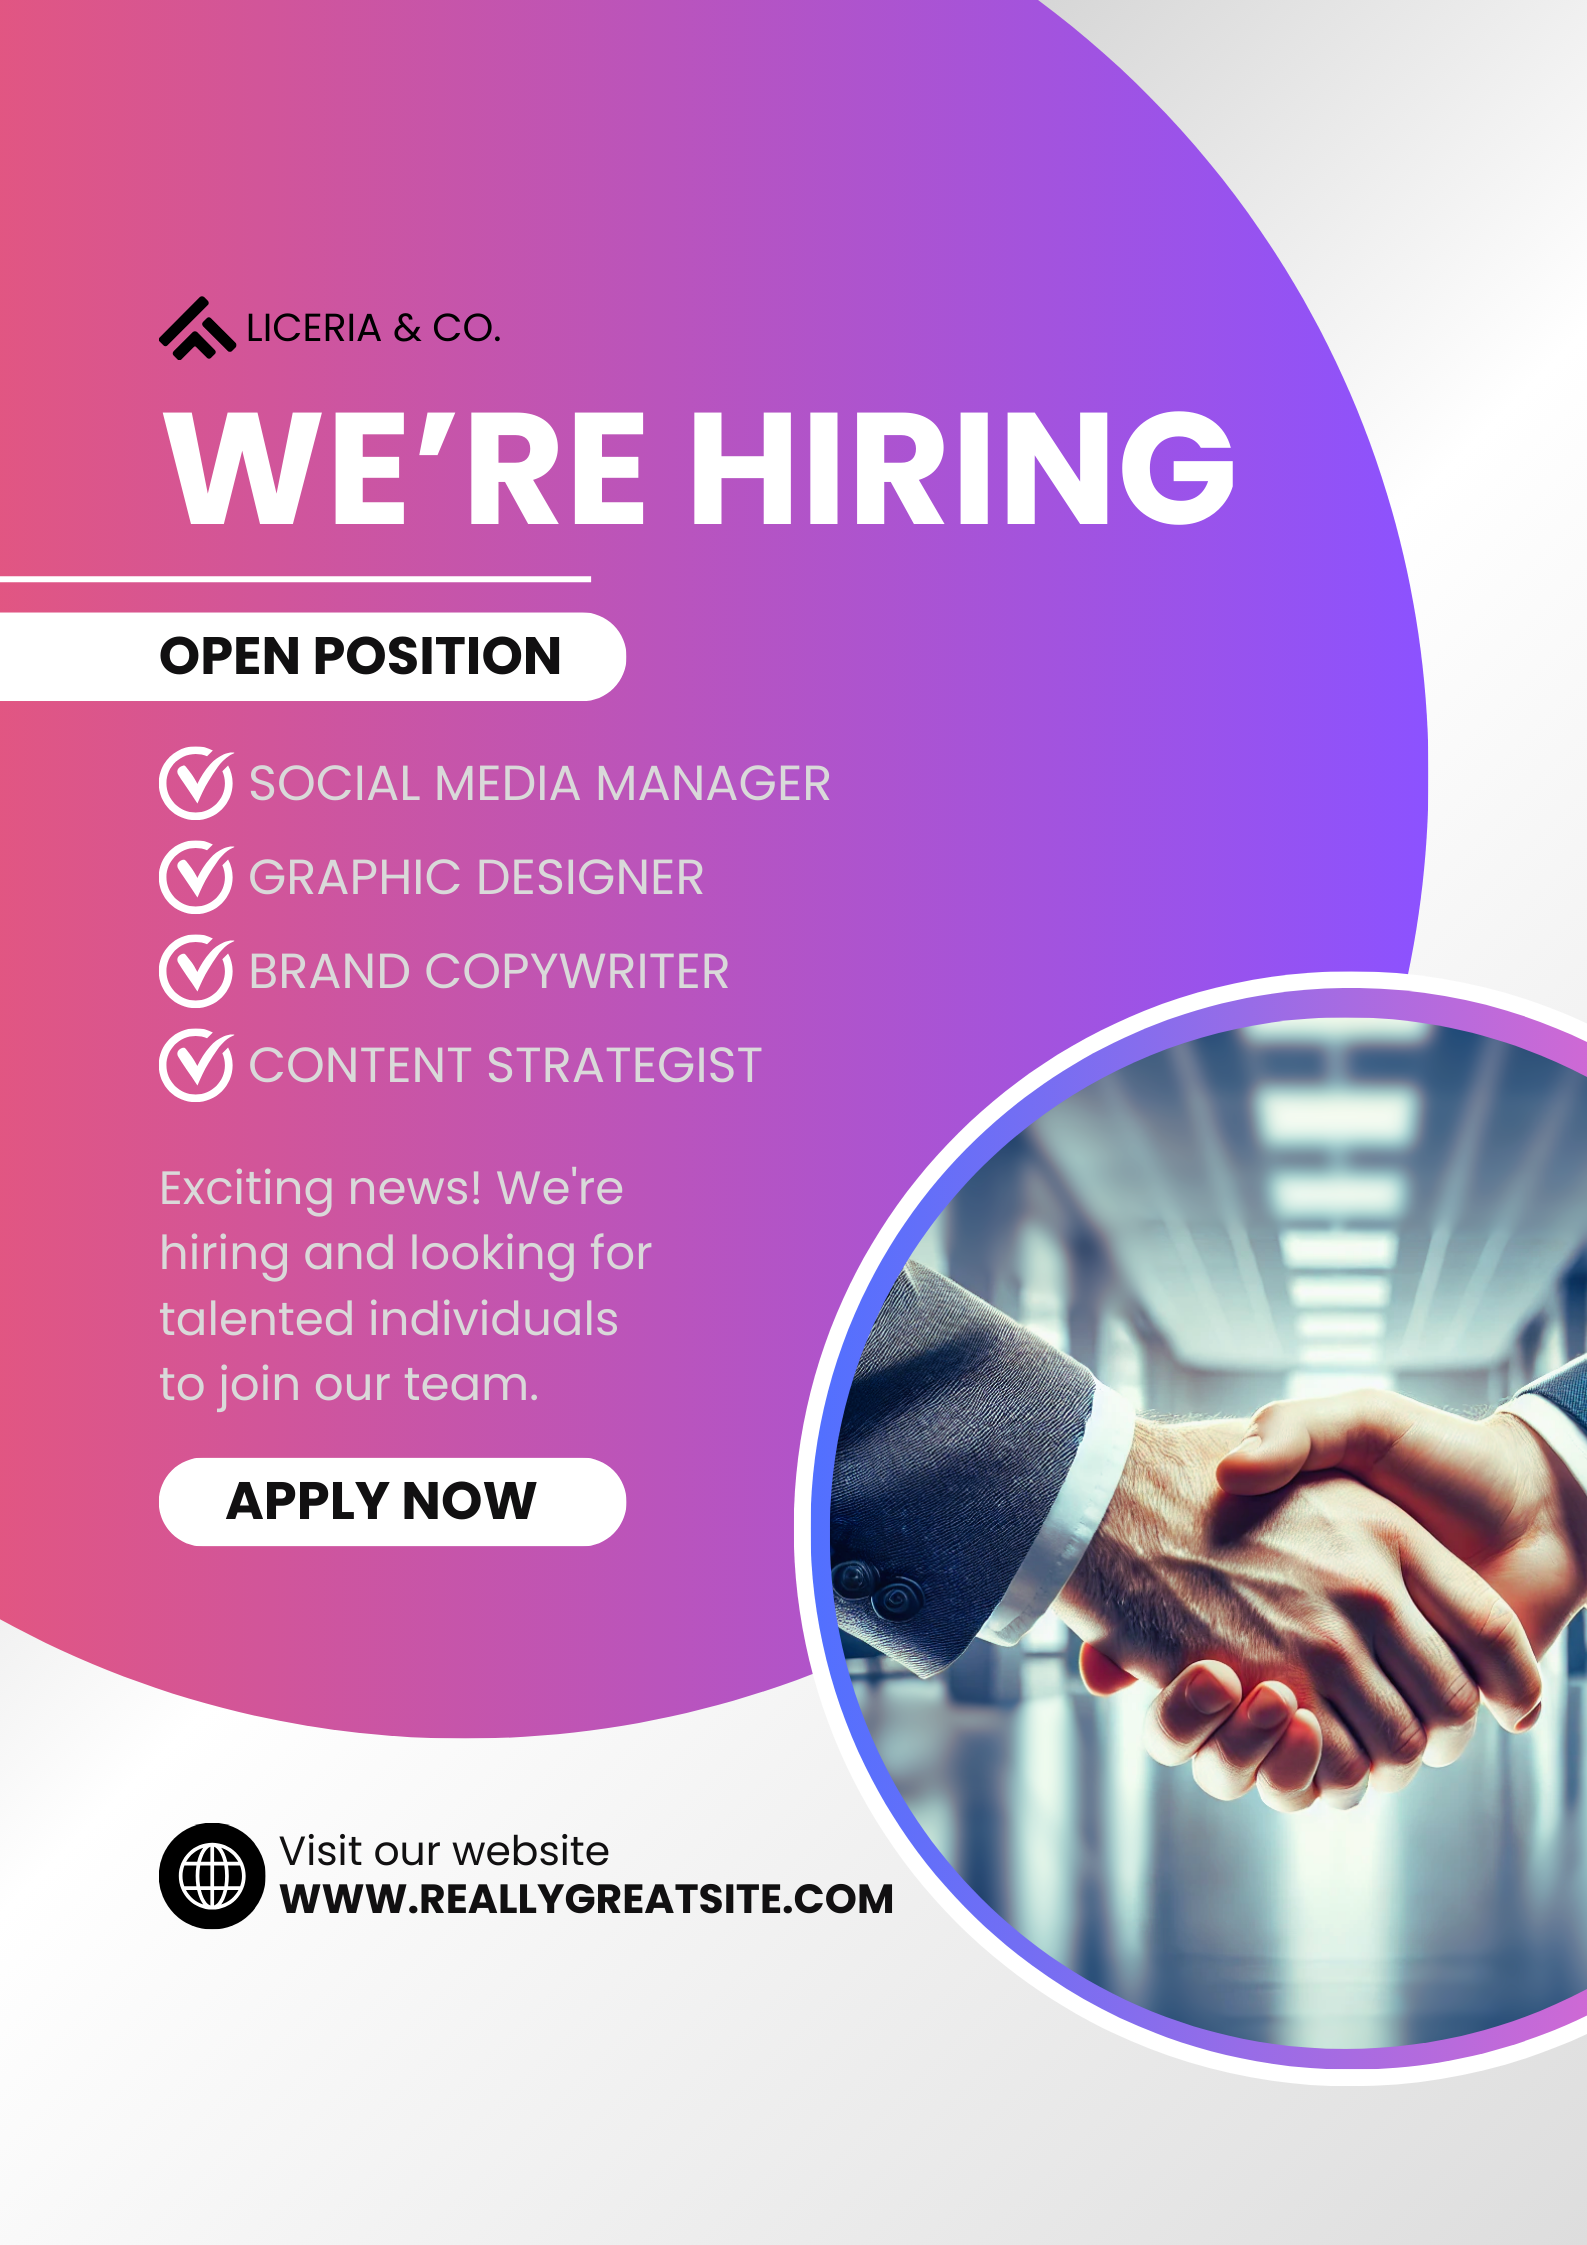 LICERIA & CO.
WE’RE HIRING
OPEN POSITION
SOCIAL MEDIA MANAGER
GRAPHIC DESIGNER
BRAND COPYWRITER
CONTENT STRATEGIST
Exciting news! We're
hiring and looking for
talented individuals
to join our team.
APPLY NOW
Visit our website
WWW.REALLYGREATSITE.COM